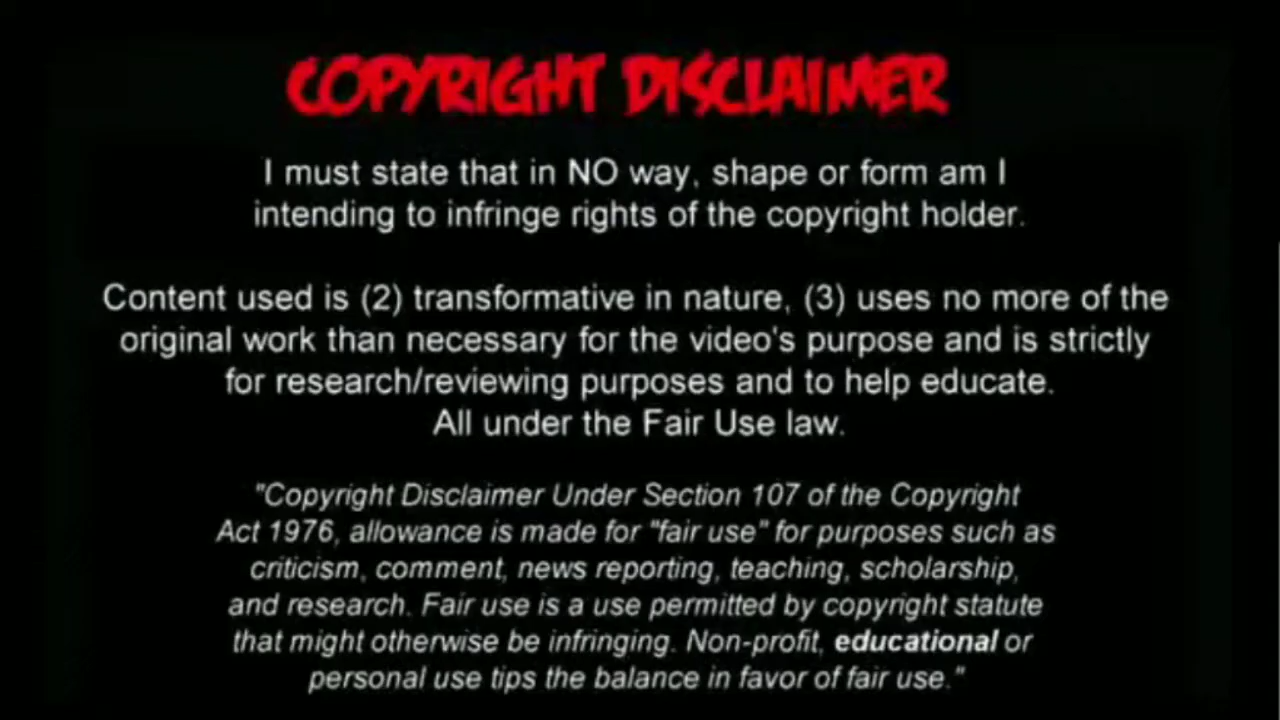 COPYRIGHT DISCLAIMER
I must state that in NO way, shape or form am I
intending to infringe rights of the copyright holder.
Content used is (2) transformative in nature, (3) uses no more of the
original work than necessary for the video's purpose and is strictly
for research/reviewing purposes and to help educate.
All under the Fair Use law.
"Copyright Disclaimer Under Section 107 of the Copyright
Act 1976, allowance is made for "fair use" for purposes such as
criticism, comment, news reporting, teaching, scholarship,
and research. Fair use is a use permitted by copyright statute
that might otherwise be infringing. Non-profit, educational or
personal use tips the balance in favor of fair use."